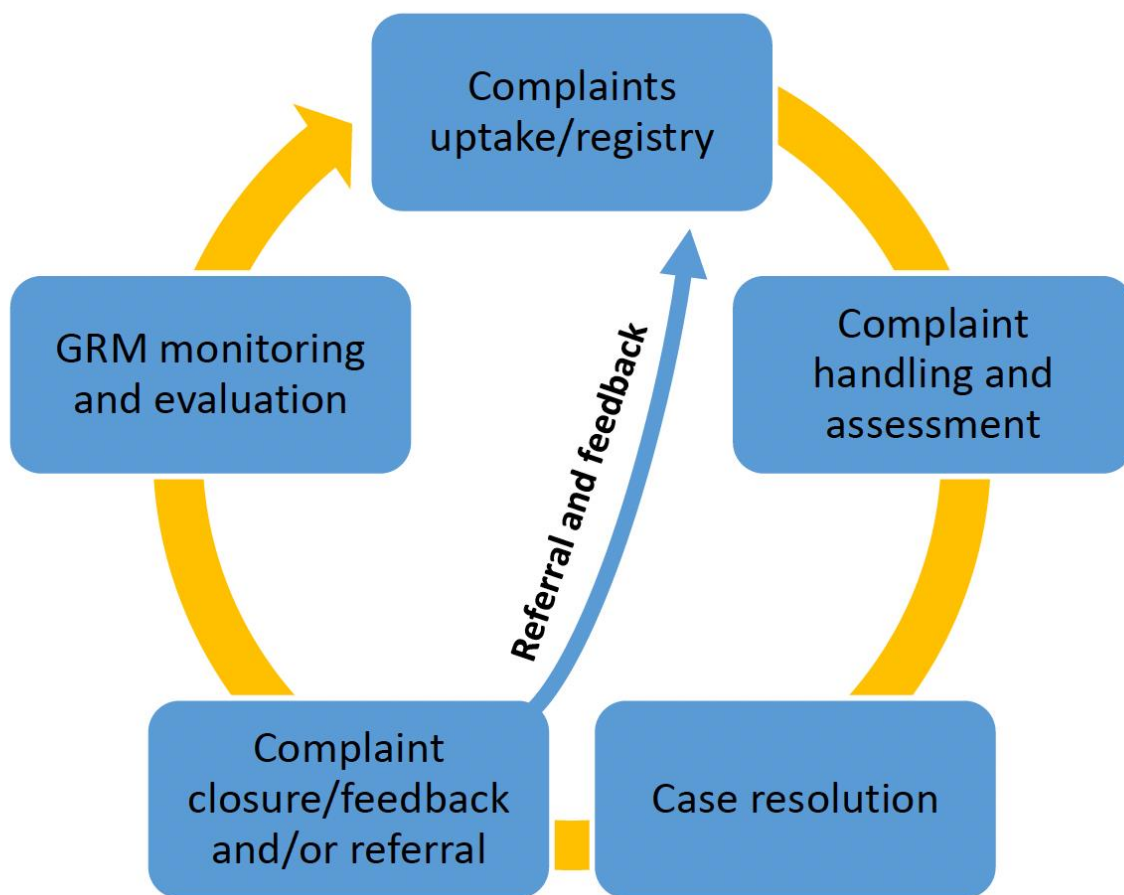 Complaints
uptake/registry
Complaint
handling and
assessment
Case resolution
Complaint
closure/feedback
and/or referral
GRM monitoring
and evaluation
Referral and feedback